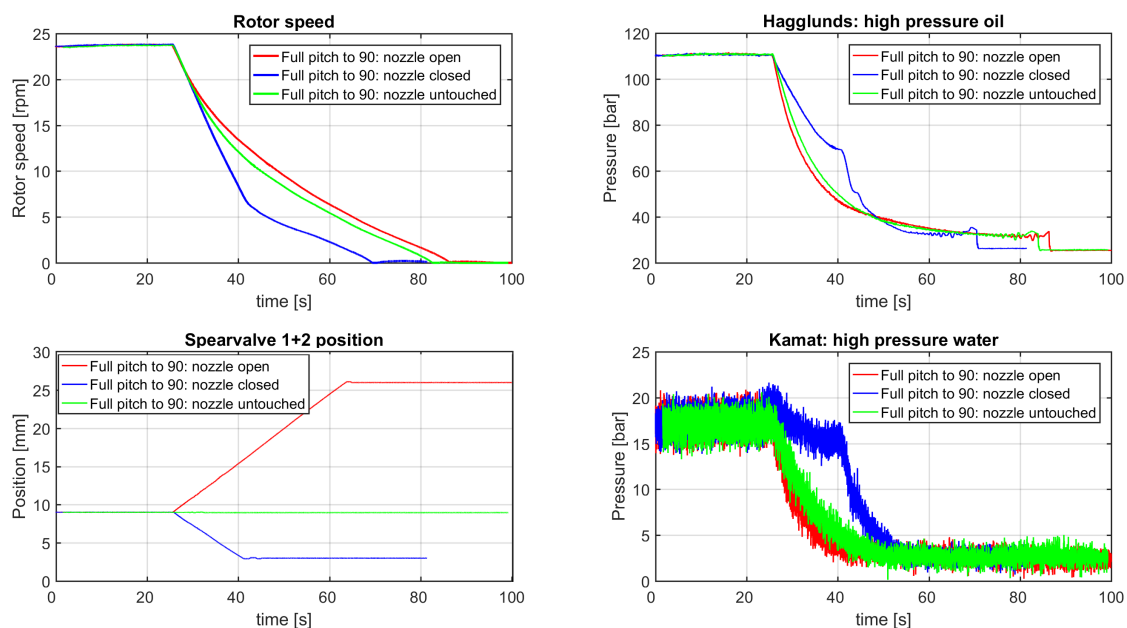 Rotor speed
25
20
15
10
5
0
Rotor speed [rpm]
Full pitch to 90: nozzle open
Full pitch to 90: nozzle closed
Full pitch to 90: nozzle untouched
0 20 40 60 80 100
time [s]
Hagglunds: high pressure oil
120
100
80
60
40
20
Pressure [bar]
Full pitch to 90: nozzle open
Full pitch to 90: nozzle closed
Full pitch to 90: nozzle untouched
0 20 40 60 80 100
time [s]
Spearvalve 1+2 position
30
25
20
15
10
5
0
Position [mm]
Full pitch to 90: nozzle open
Full pitch to 90: nozzle closed
Full pitch to 90: nozzle untouched
0 20 40 60 80 100
time [s]
Kamat: high pressure water
25
20
15
10
5
0
Pressure [bar]
Full pitch to 90: nozzle open
Full pitch to 90: nozzle closed
Full pitch to 90: nozzle untouched
0 20 40 60 80 100
time [s]